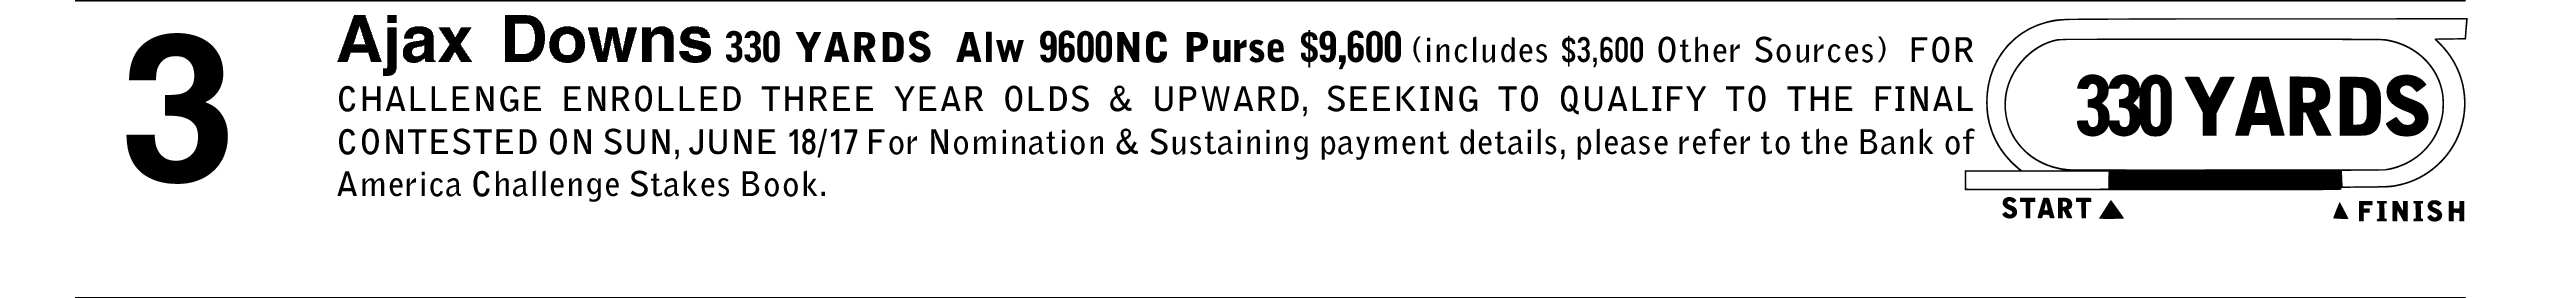 3
Ajax Downs 330 YARDS Alw 9600NC Purse $9,600 (includes $3,600 Other Sources) FOR
CHALLENGE ENROLLED THREE YEAR OLDS & UPWARD, SEEKING TO QUALIFY TO THE FINAL
CONTESTED ON SUN, JUNE 18/17 For Nomination & Sustaining payment details, please refer to the Bank of
America Challenge Stakes Book.
330 YARDS
START
FINISH